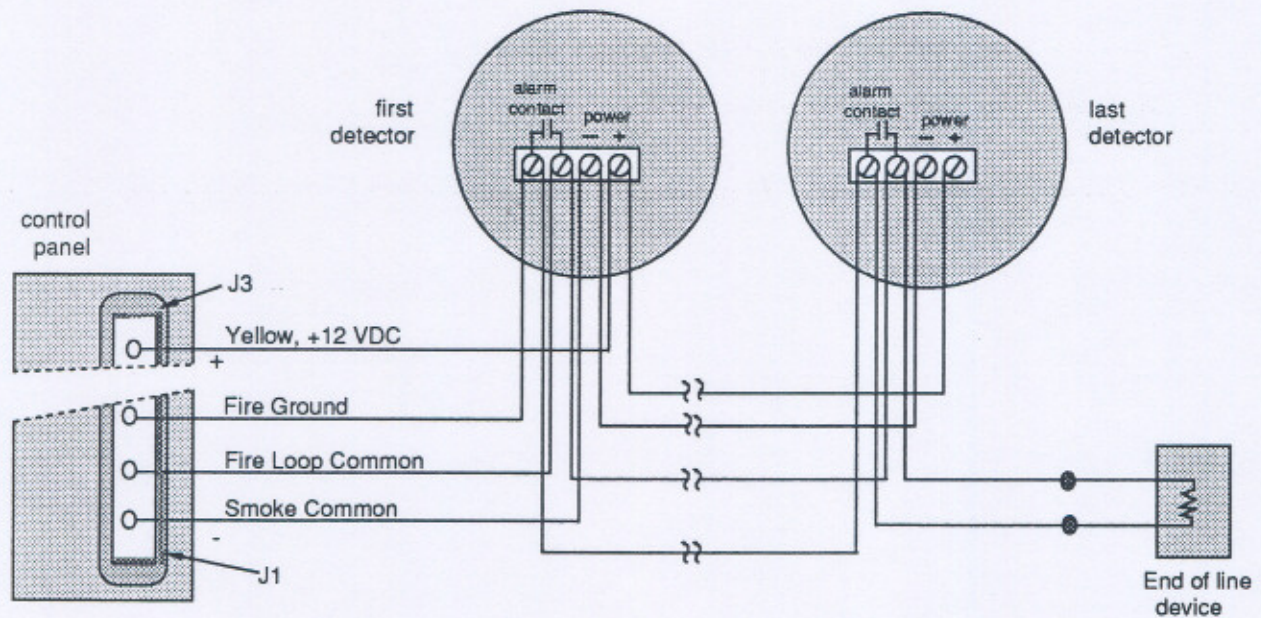 first
detector
alarm
contact
power
– +
alarm
contact
power
– +
last
detector
control
panel
J3
Yellow, +12 VDC
+
Fire Ground
Fire Loop Common
Smoke Common
-
J1
End of line
device